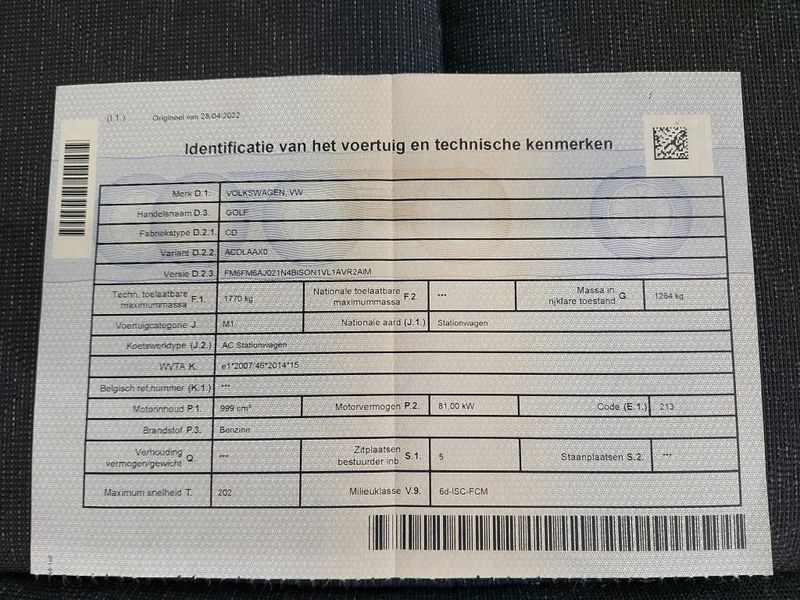 (I.1.) Origineel van 28/04/2022
Identificatie van het voertuig en technische kenmerken
Merk D.1. VOLKSWAGEN, VW
Handelsnaam D.3. GOLF
Fabriekstype D.2.1. CD
Variant D.2.2. ACDLAAX0
Versie D.2.3. FM6FM6AJ021N4BISON1VL1AVR2AIM
Techn. toelaatbare maximummassa F.1. 1770 kg Nationale toelaatbare maximummassa F.2. *** Massa in rijklare toestand G. 1264 kg
Voertuigcategorie J. M1 Nationale aard (J.1.) Stationwagen
Koetswerktype (J.2.) AC Stationwagen
WVTA K. e1*2007/46*2014*15
Belgisch ref.nummer (K.1.) ***
Motorinhoud P.1. 999 cm³ Motorvermogen P.2. 81,00 kW Code (E.1.) 213
Brandstof P.3. Benzine
Verhouding vermogen/gewicht Q. *** Zitplaatsen bestuurder inb. S.1. 5 Staanplaatsen S.2. ***
Maximum snelheid T. 202 Milieuklasse V.9. 6d-ISC-FCM